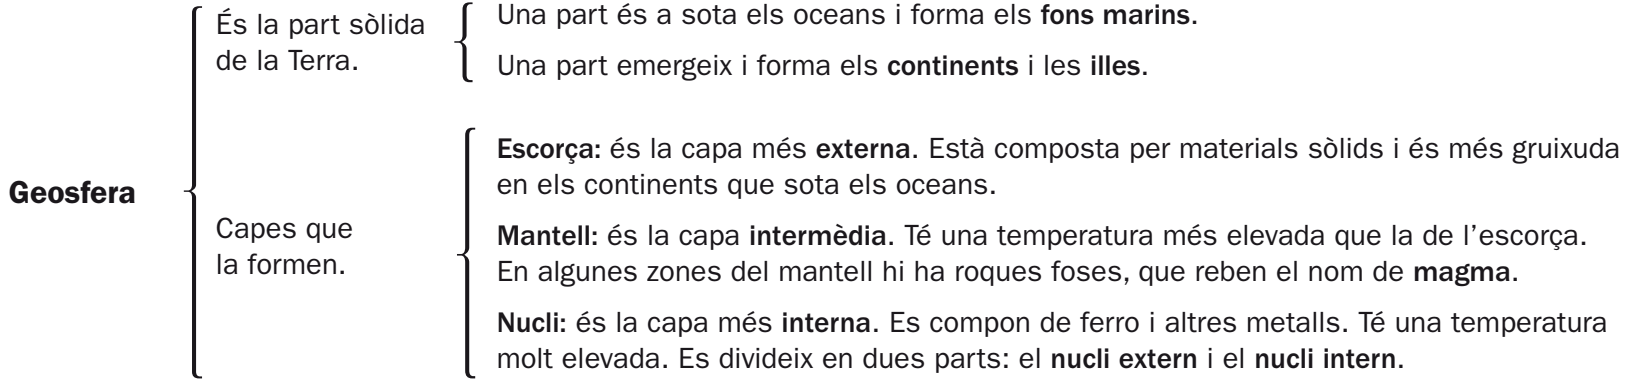 Geosfera
És la part sòlida
de la Terra.
Una part és a sota els oceans i forma els fons marins.
Una part emergeix i forma els continents i les illes.
Capes que
la formen.
Escorça: és la capa més externa. Està composta per materials sòlids i és més gruixuda
en els continents que sota els oceans.
Mantell: és la capa intermèdia. Té una temperatura més elevada que la de l’escorça.
En algunes zones del mantell hi ha roques foses, que reben el nom de magma.
Nucli: és la capa més interna. Es compon de ferro i altres metalls. Té una temperatura
molt elevada. Es divideix en dues parts: el nucli extern i el nucli intern.